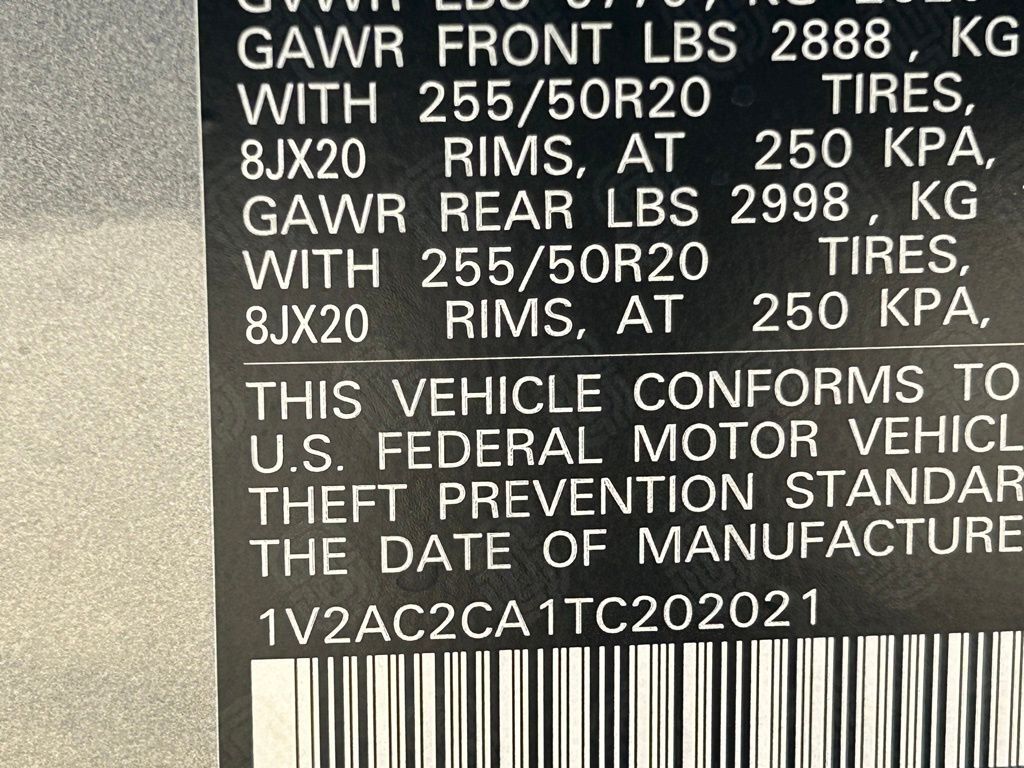 GAWR FRONT LBS 2888, KG
WITH 255/50R20 TIRES,
8JX20 RIMS, AT 250 KPA,
GAWR REAR LBS 2998, KG
WITH 255/50R20 TIRES,
8JX20 RIMS, AT 250 KPA,
THIS VEHICLE CONFORMS TO
U.S. FEDERAL MOTOR VEHICL
THEFT PREVENTION STANDAR
THE DATE OF MANUFACTURE
1V2AC2CA1TC202021